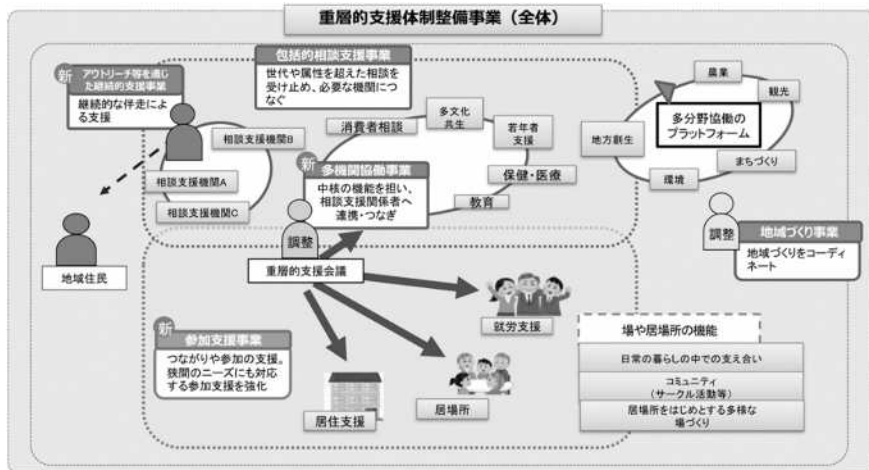 重層的支援体制整備事業（全体）
新
アウトリーチ等を通じ
た継続的支援事業
継続的な伴走によ
る支援
包括的相談支援事業
世代や属性を超えた相談を
受け止め、必要な機関につ
なぐ
相談支援機関B
相談支援機関A
相談支援機関C
地域住民
消費者相談
多文化
共生
若年者
支援
保健・医療
教育
新
多機関協働事業
中核の機能を担い、
相談支援関係者へ
連携・つなぎ
調整
重層的支援会議
農業
観光
多分野協働の
プラットフォーム
地方創生
まちづくり
環境
調整
地域づくり事業
地域づくりをコーディ
ネート
新
参加支援事業
つながりや参加の支援。
狭間のニーズにも対応
する参加支援を強化
就労支援
居場所
居住支援
場や居場所の機能
日常の暮らしの中での支え合い
コミュニティ
（サークル活動等）
居場所をはじめとする多様な
場づくり